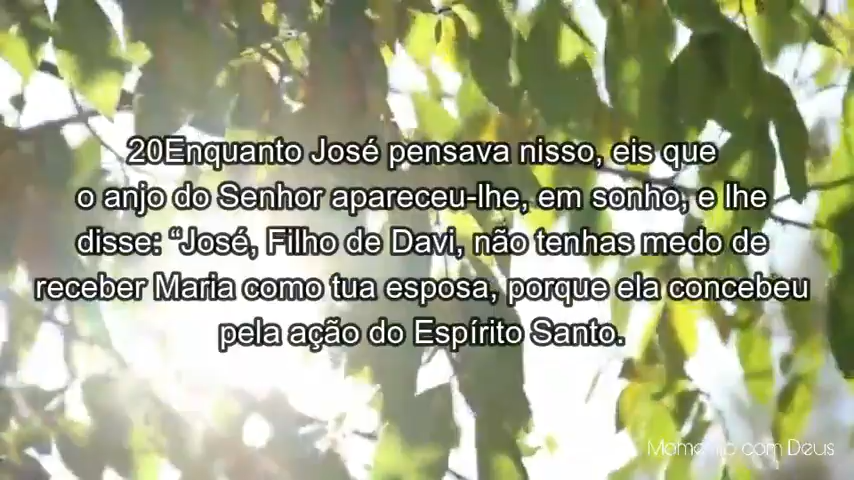 20Enquanto José pensava nisso, eis que
o anjo do Senhor apareceu-lhe, em sonho, e lhe
disse: “José, Filho de Davi, não tenhas medo de
receber Maria como tua esposa, porque ela concebeu
pela ação do Espírito Santo.
Momento com Deus